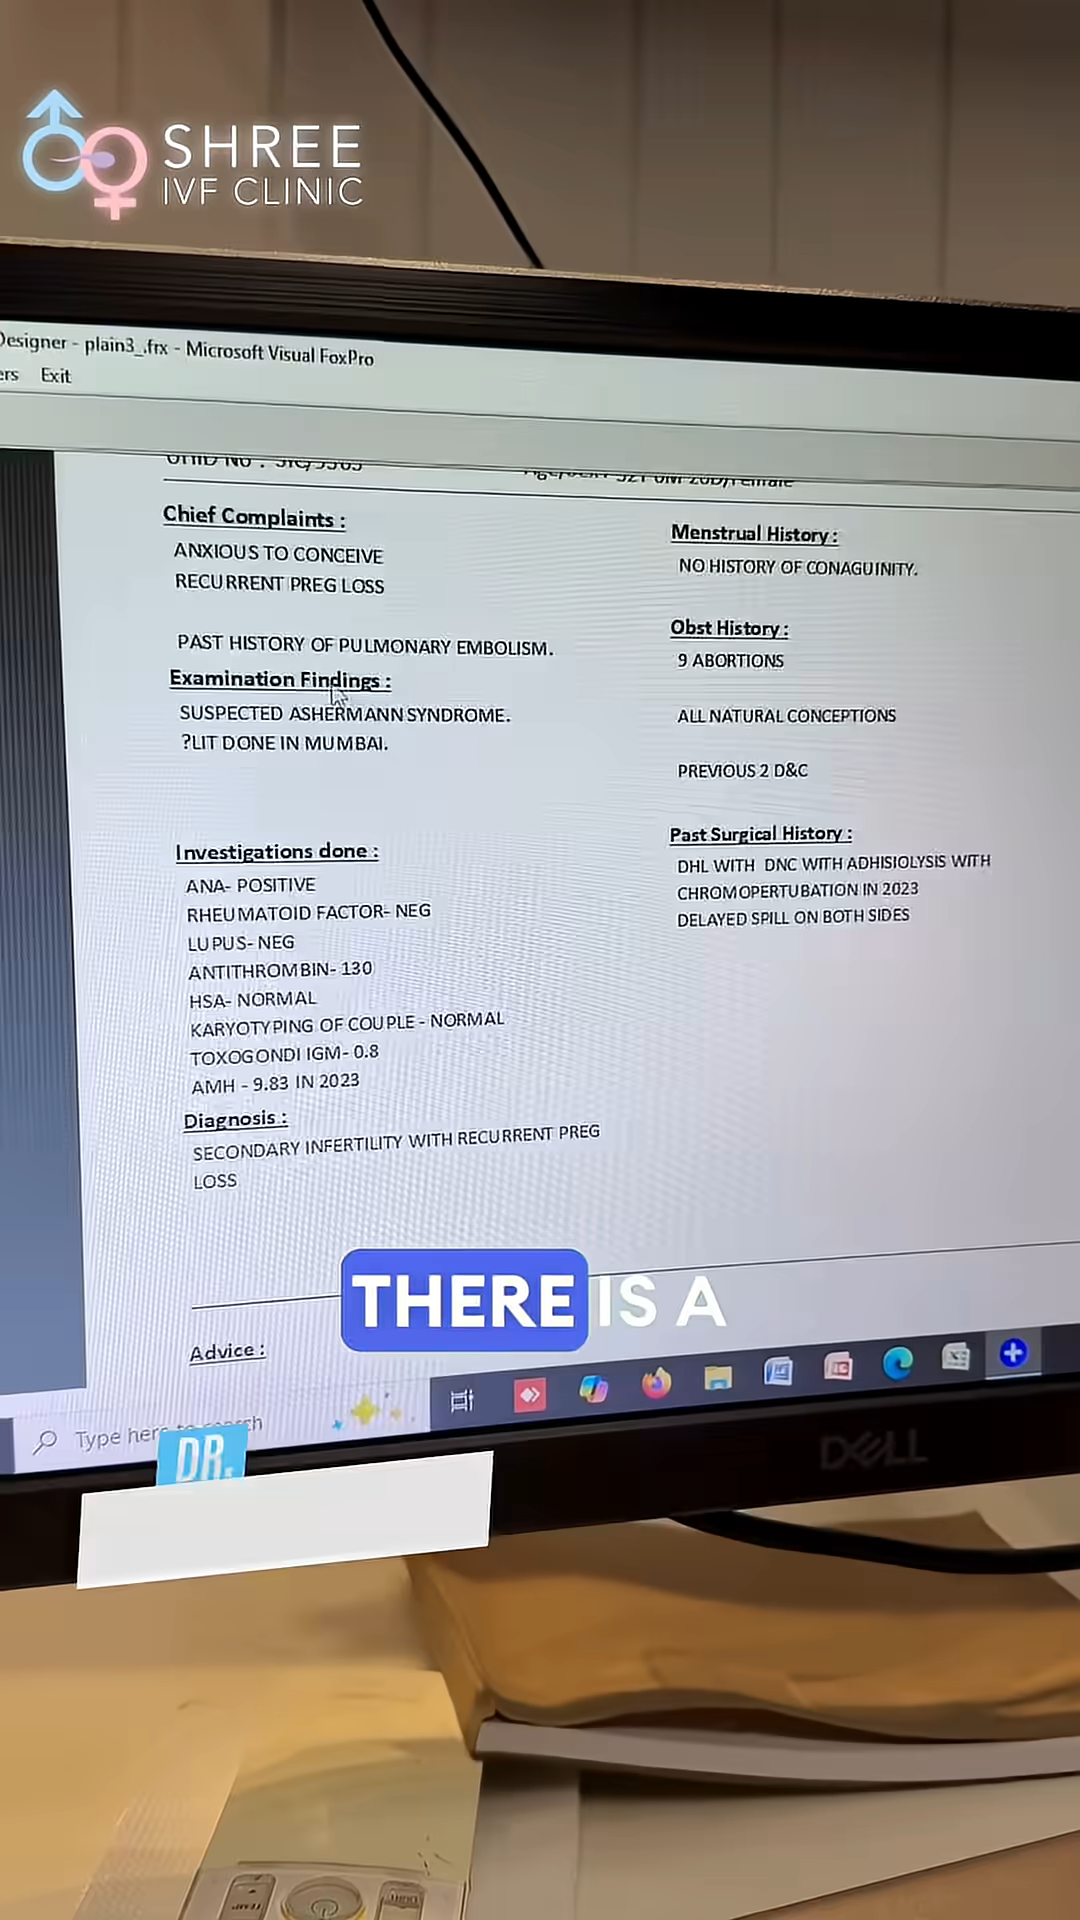 SHREE
IVF CLINIC
Designer - plain3_.frx - Microsoft Visual FoxPro
ers Exit
Chief Complaints :
ANXIOUS TO CONCEIVE
RECURRENT PREG LOSS
PAST HISTORY OF PULMONARY EMBOLISM.
Examination Findings :
SUSPECTED ASHERMANN SYNDROME.
?LIT DONE IN MUMBAI.
Investigations done :
ANA- POSITIVE
RHEUMATOID FACTOR- NEG
LUPUS- NEG
ANTITHROMBIN- 130
HSA- NORMAL
KARYOTYPING OF COUPLE - NORMAL
TOXOGONDI IGM- 0.8
AMH - 9.83 IN 2023
Diagnosis :
SECONDARY INFERTILITY WITH RECURRENT PREG
LOSS
Menstrual History :
NO HISTORY OF CONAGUINITY.
Obst History :
9 ABORTIONS
ALL NATURAL CONCEPTIONS
PREVIOUS 2 D&C
Past Surgical History :
DHL WITH DNC WITH ADHISIOLYSIS WITH
CHROMOPERTUBATION IN 2023
DELAYED SPILL ON BOTH SIDES
THERE IS A
Advice :
Type here to search
DR.
DELL